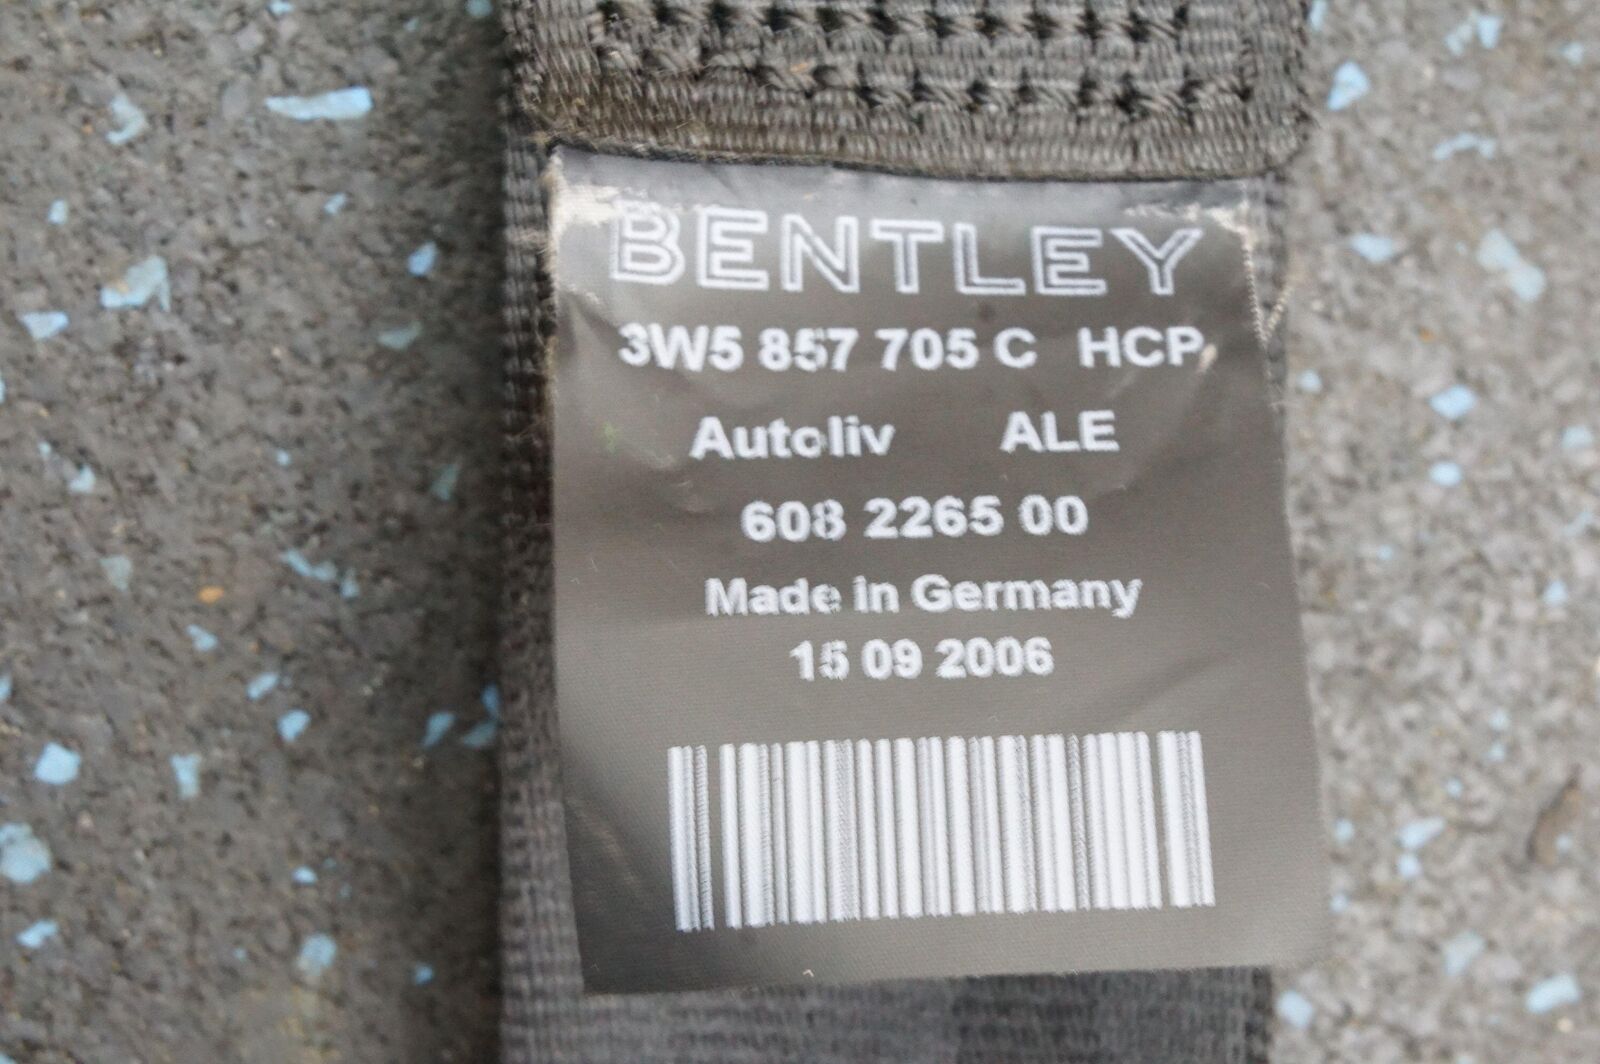 BENTLEY
3W5 857 705 C HCP
Autoliv ALE
608 2265 00
Made in Germany
15 09 2006